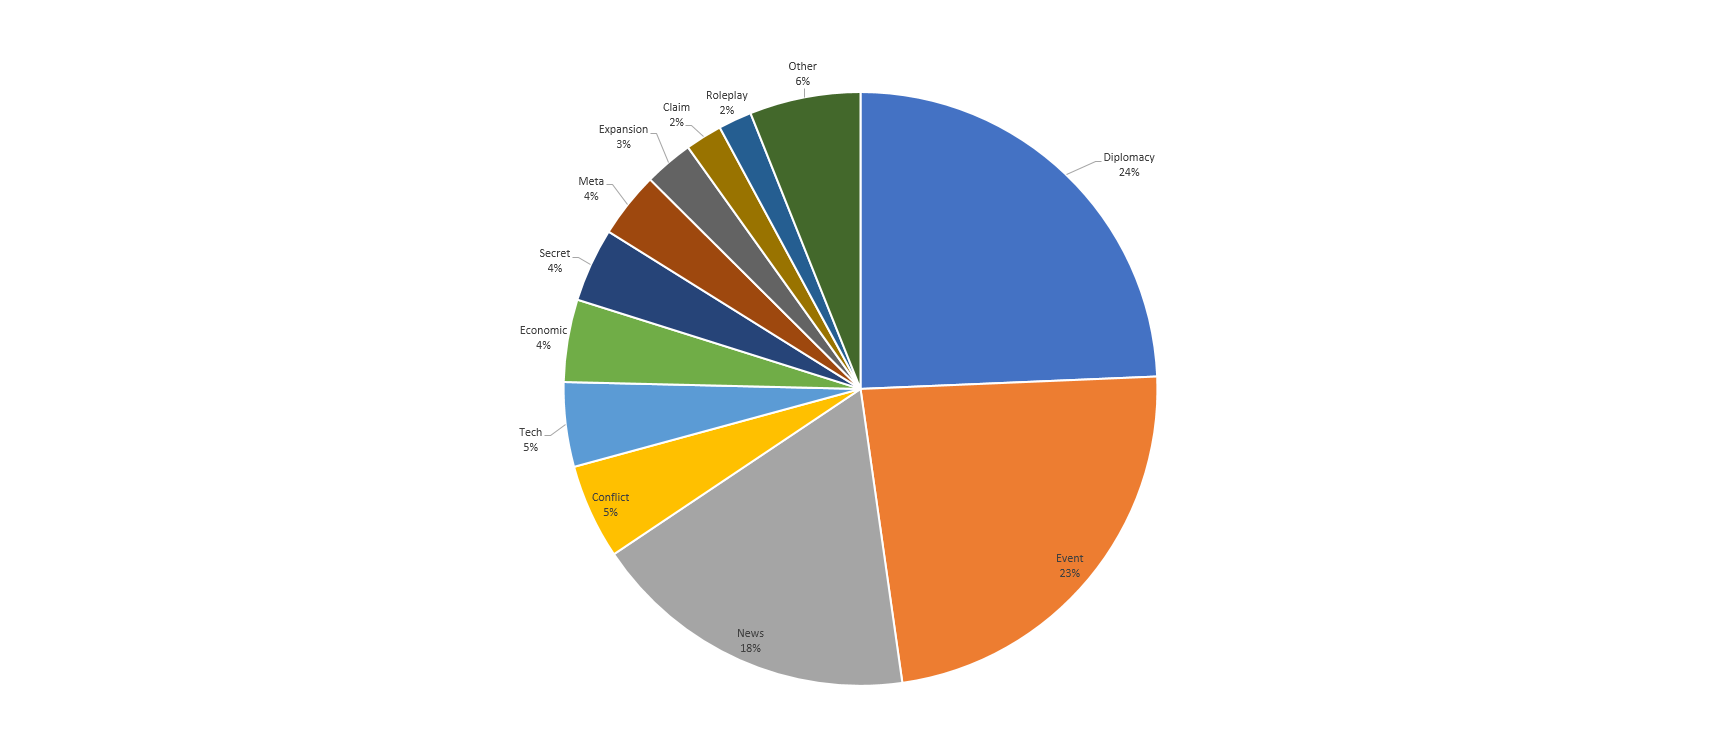 Other
6%
Roleplay
2%
Claim
2%
Expansion
3%
Diplomacy
24%
Meta
4%
Secret
4%
Economic
4%
Tech
5%
Conflict
5%
Event
23%
News
18%